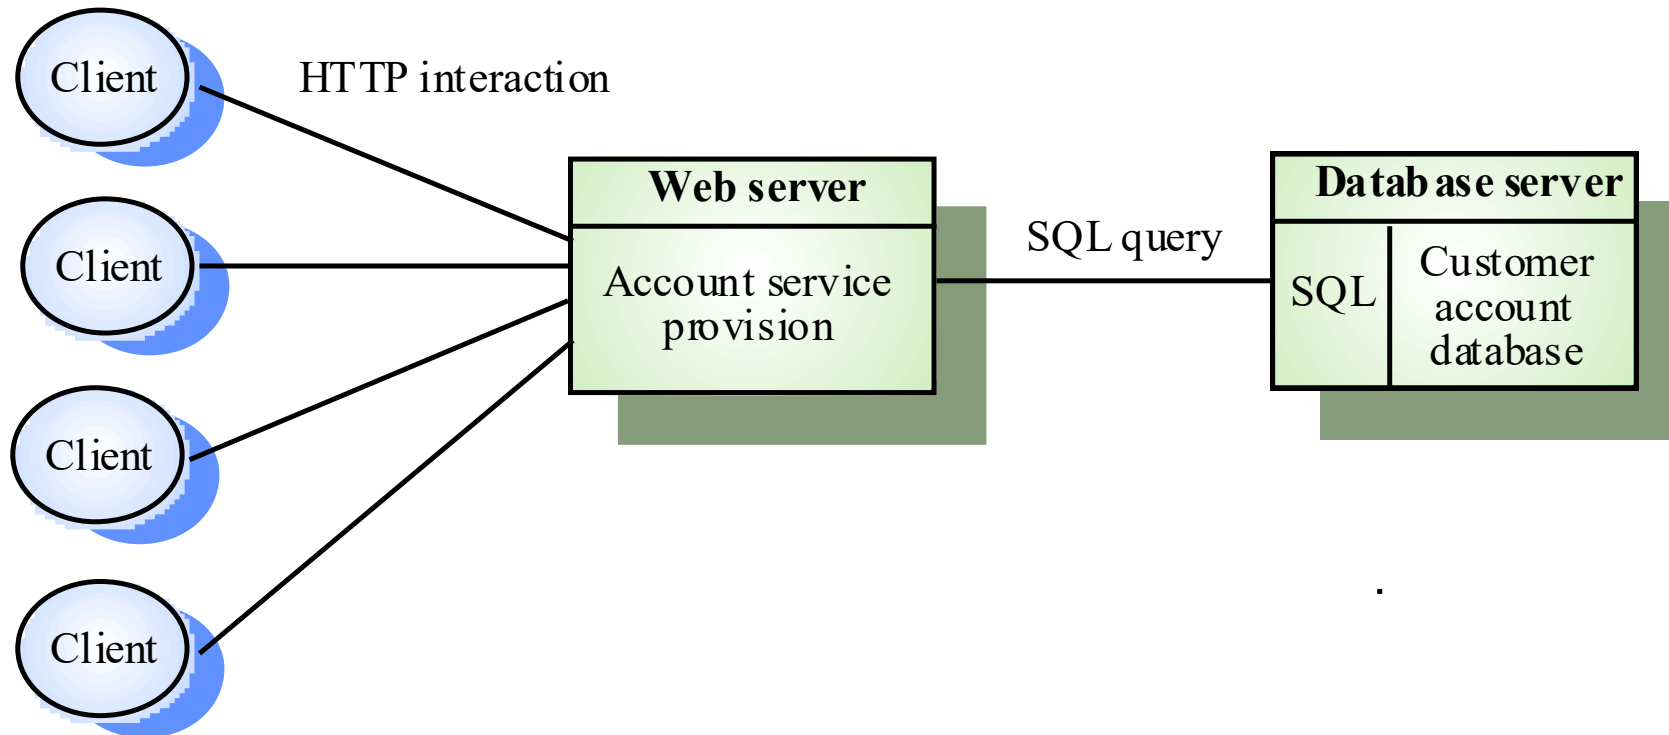 Client
HTTP interaction
Client
Client
Client
Web server
Account service
provision
SQL query
Database server
SQL
Customer
account
database
.